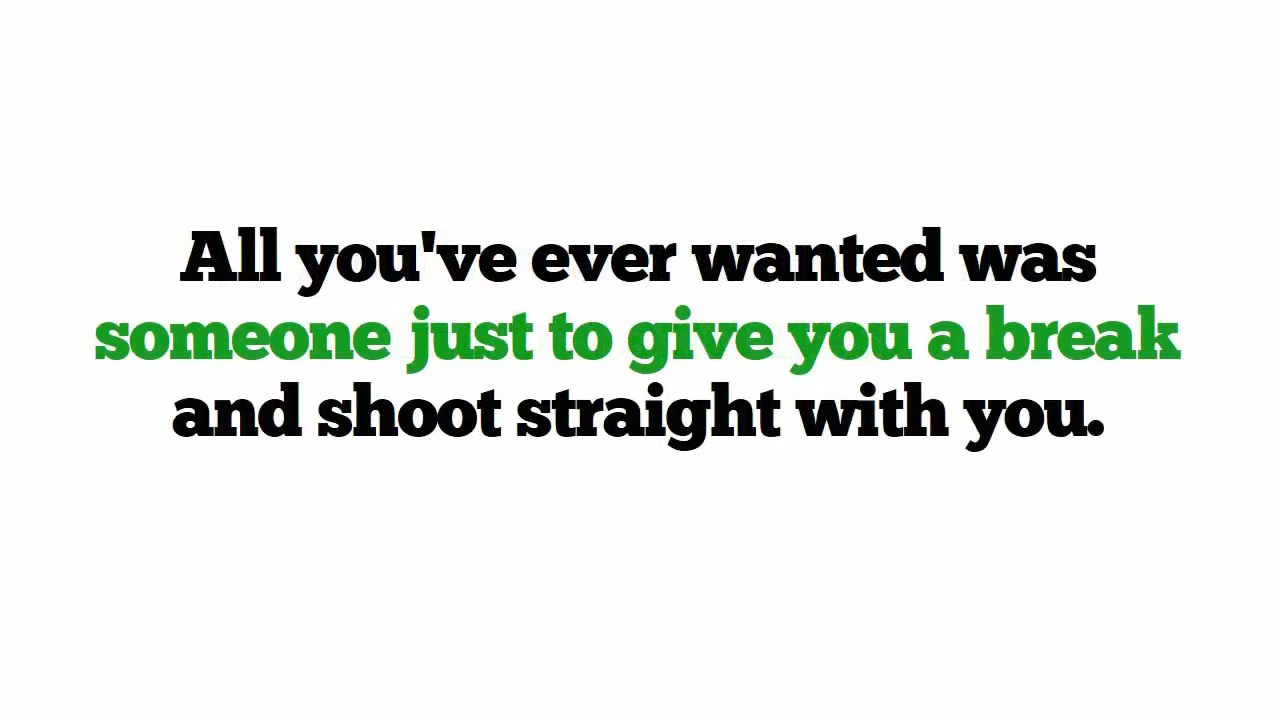 All you've ever wanted was
someone just to give you a break
and shoot straight with you.